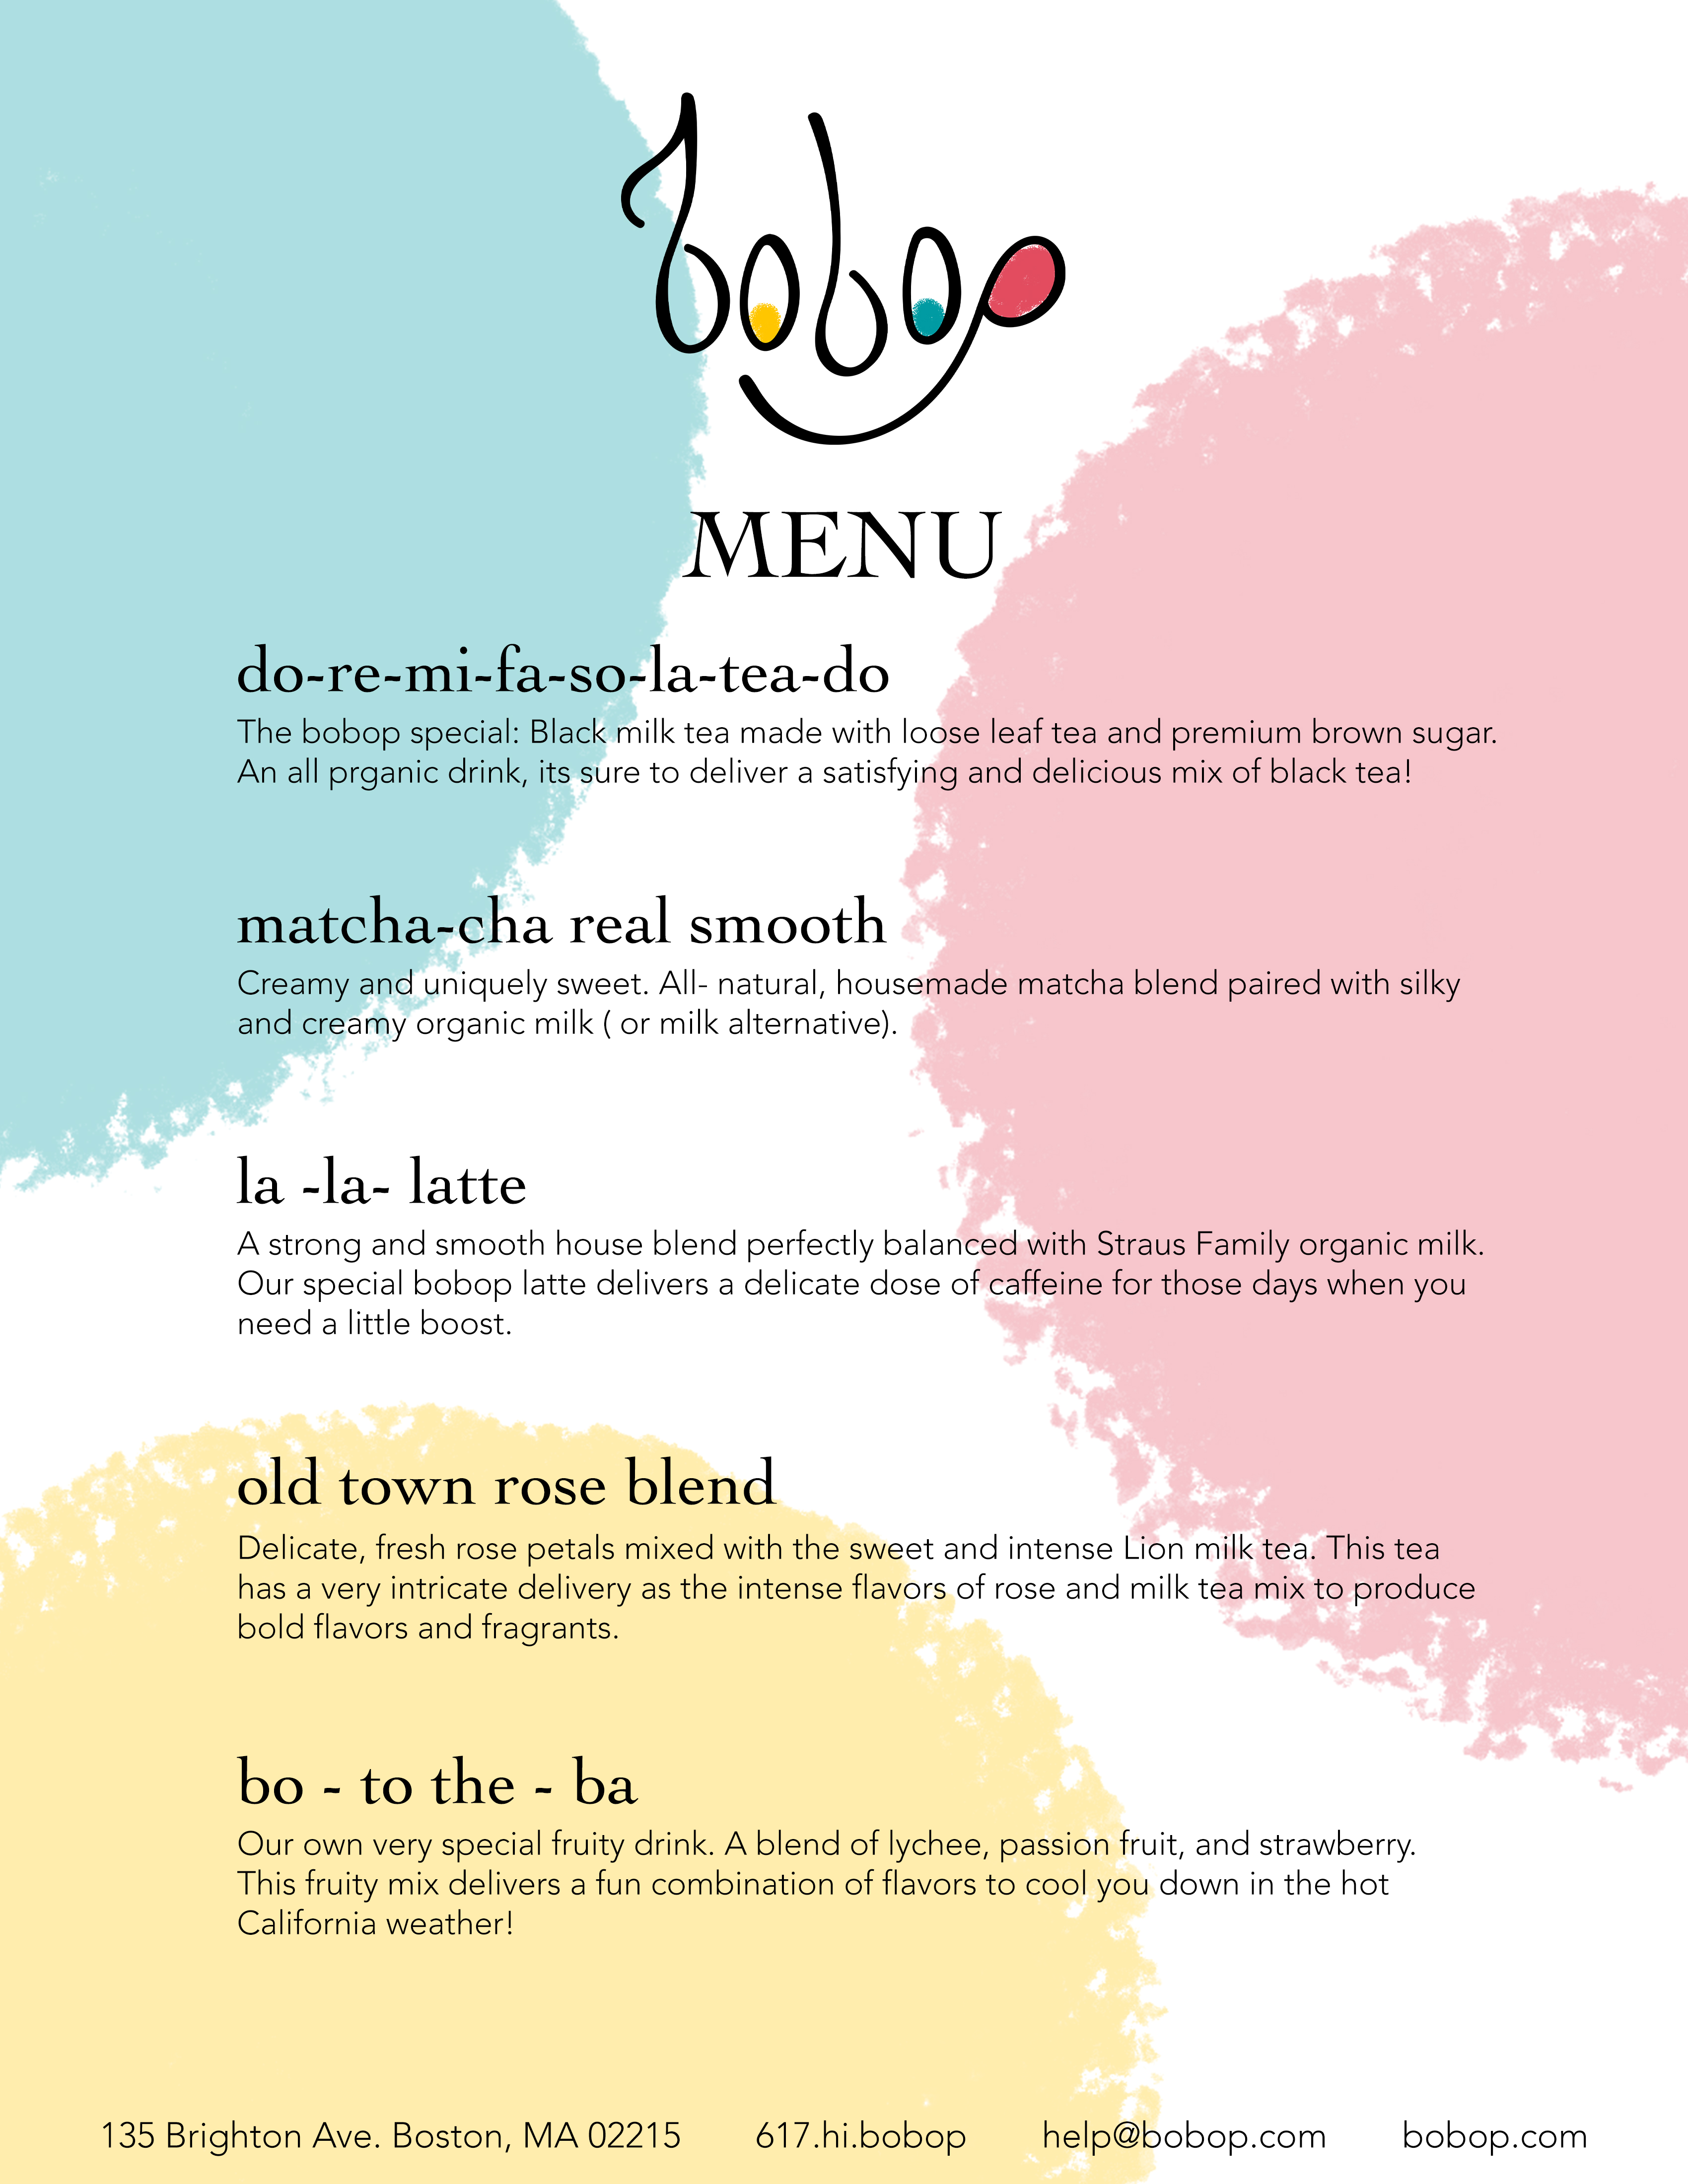 bobop
MENU
do-re-mi-fa-so-la-tea-do
The bobop special: Black milk tea made with loose leaf tea and premium brown sugar.
An all prganic drink, its sure to deliver a satisfying and delicious mix of black tea!
matcha-cha real smooth
Creamy and uniquely sweet. All- natural, housemade matcha blend paired with silky
and creamy organic milk ( or milk alternative).
la -la- latte
A strong and smooth house blend perfectly balanced with Straus Family organic milk.
Our special bobop latte delivers a delicate dose of caffeine for those days when you
need a little boost.
old town rose blend
Delicate, fresh rose petals mixed with the sweet and intense Lion milk tea. This tea
has a very intricate delivery as the intense flavors of rose and milk tea mix to produce
bold flavors and fragrants.
bo - to the - ba
Our own very special fruity drink. A blend of lychee, passion fruit, and strawberry.
This fruity mix delivers a fun combination of flavors to cool you down in the hot
California weather!
135 Brighton Ave. Boston, MA 02215 617.hi.bobop help@bobop.com bobop.com